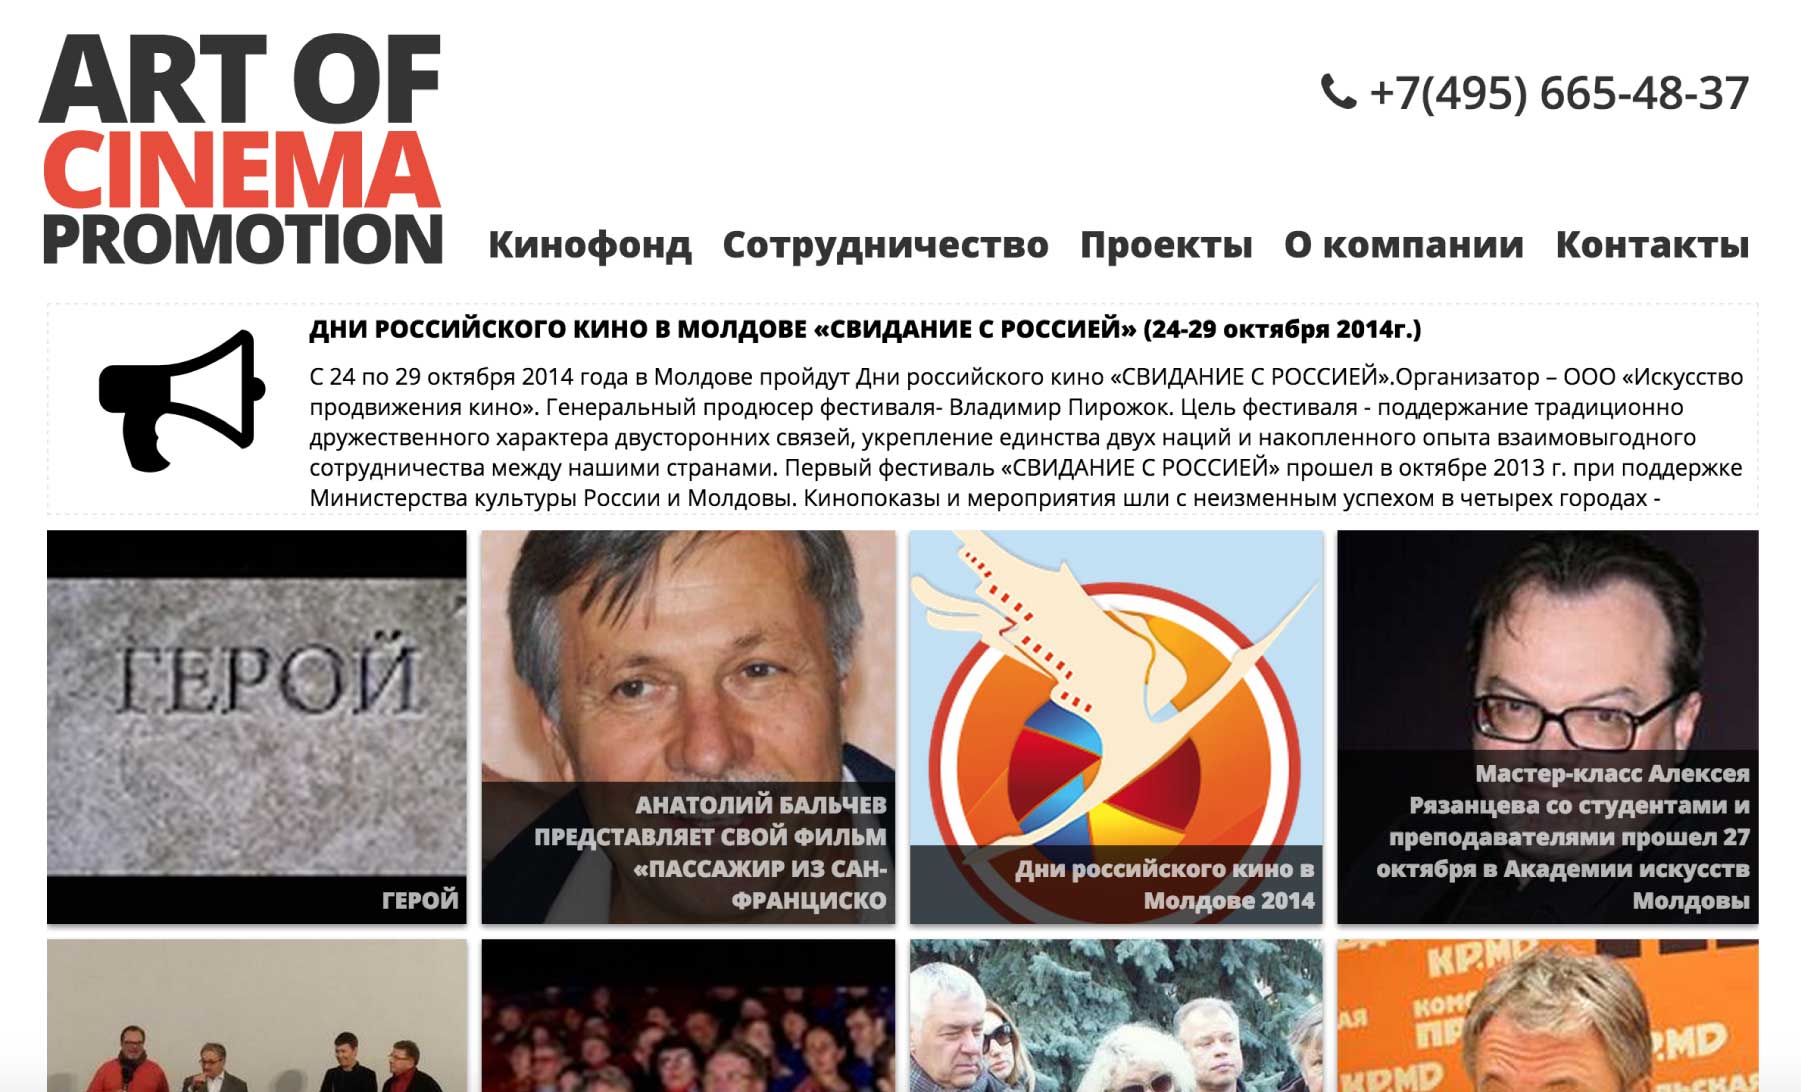 ART OF
CINEMA
PROMOTION
+7(495) 665-48-37
Кинофонд Сотрудничество Проекты О компании Контакты
ДНИ РОССИЙСКОГО КИНО В МОЛДОВЕ «СВИДАНИЕ С РОССИЕЙ» (24-29 октября 2014г.)
С 24 по 29 октября 2014 года в Молдове пройдут Дни российского кино «СВИДАНИЕ С РОССИЕЙ».Организатор – ООО «Искусство
продвижения кино». Генеральный продюсер фестиваля- Владимир Пирожок. Цель фестиваля - поддержание традиционно
дружественного характера двусторонних связей, укрепление единства двух наций и накопленного опыта взаимовыгодного
сотрудничества между нашими странами. Первый фестиваль «СВИДАНИЕ С РОССИЕЙ» прошел в октябре 2013 г. при поддержке
Министерства культуры России и Молдовы. Кинопоказы и мероприятия шли с неизменным успехом в четырех городах -
ГЕРОЙ
ГЕРОЙ
АНАТОЛИЙ БАЛЬЧЕВ
ПРЕДСТАВЛЯЕТ СВОЙ ФИЛЬМ
«ПАССАЖИР ИЗ САН-
ФРАНЦИСКО
Дни российского кино в
Молдове 2014
Мастер-класс Алексея
Рязанцева со студентами и
преподавателями прошел 27
октября в Академии искусств
Молдовы
KP.MD